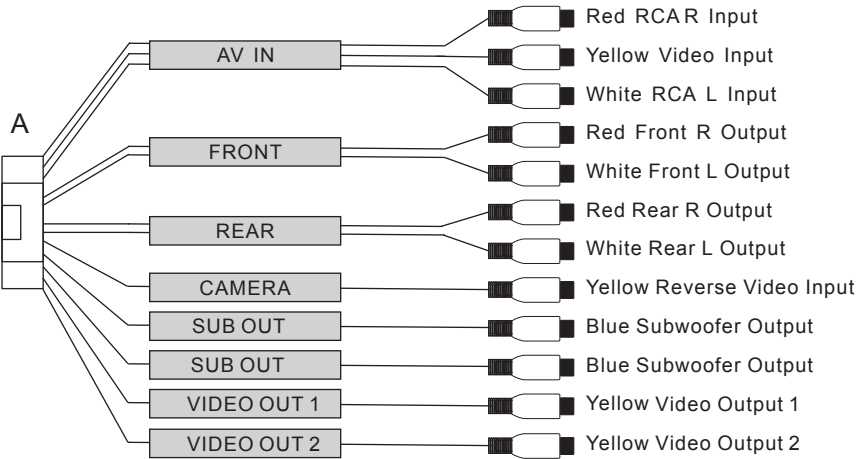 Red RCA R Input
AV IN
Yellow Video Input
White RCA L Input
A
Red Front R Output
FRONT
White Front L Output
Red Rear R Output
REAR
White Rear L Output
CAMERA
Yellow Reverse Video Input
SUB OUT
Blue Subwoofer Output
SUB OUT
Blue Subwoofer Output
VIDEO OUT 1
Yellow Video Output 1
VIDEO OUT 2
Yellow Video Output 2